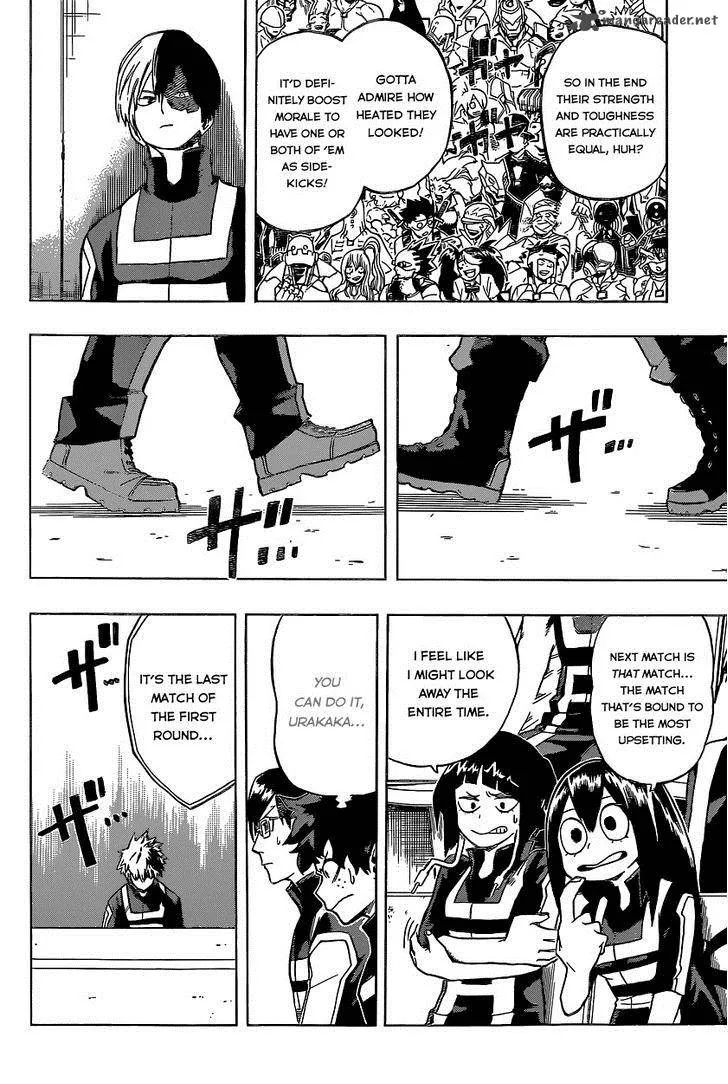 mangareader.net
SO IN THE END
THEIR STRENGTH
AND TOUGHNESS
ARE PRACTICALLY
EQUAL, HUH?
GOTTA
ADMIRE HOW
HEATED THEY
LOOKED!
IT'D DEFI-
NITELY BOOST
MORALE TO
HAVE ONE OR
BOTH OF 'EM
AS SIDE-
KICKS!
ザッ
ザッ
NEXT MATCH IS
THAT MATCH...
THE MATCH
THAT'S BOUND TO
BE THE MOST
UPSETTING.
I FEEL LIKE
I MIGHT LOOK
AWAY THE
ENTIRE TIME.
YOU
CAN DO IT,
URAKAKA...
IT'S THE LAST
MATCH OF THE
FIRST
ROUND...
ザ...
ザ...